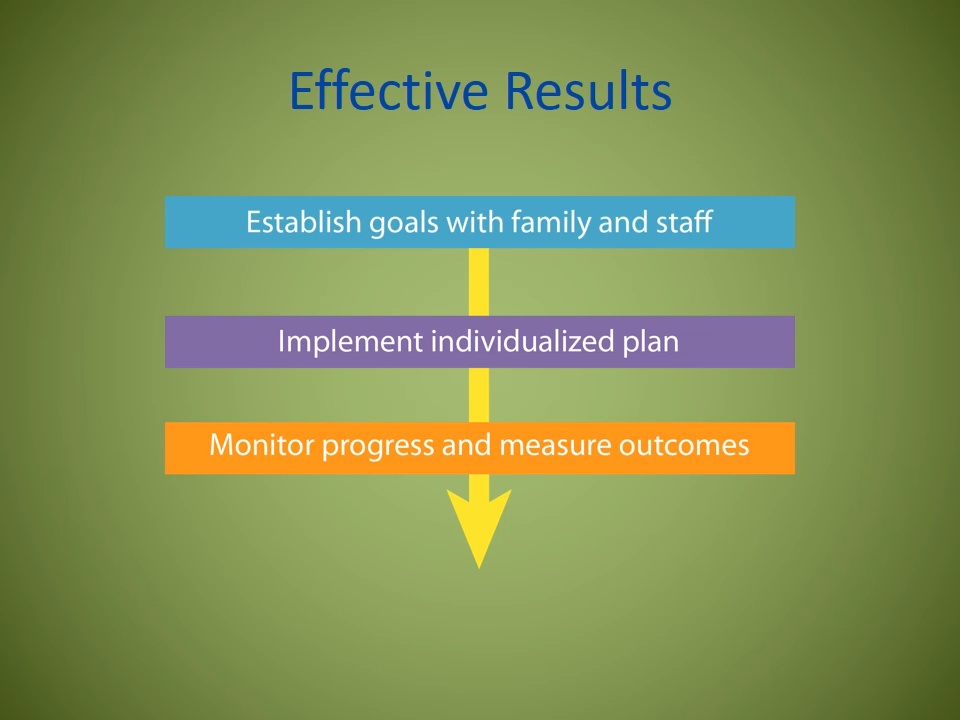 Effective Results
Establish goals with family and staff
Implement individualized plan
Monitor progress and measure outcomes